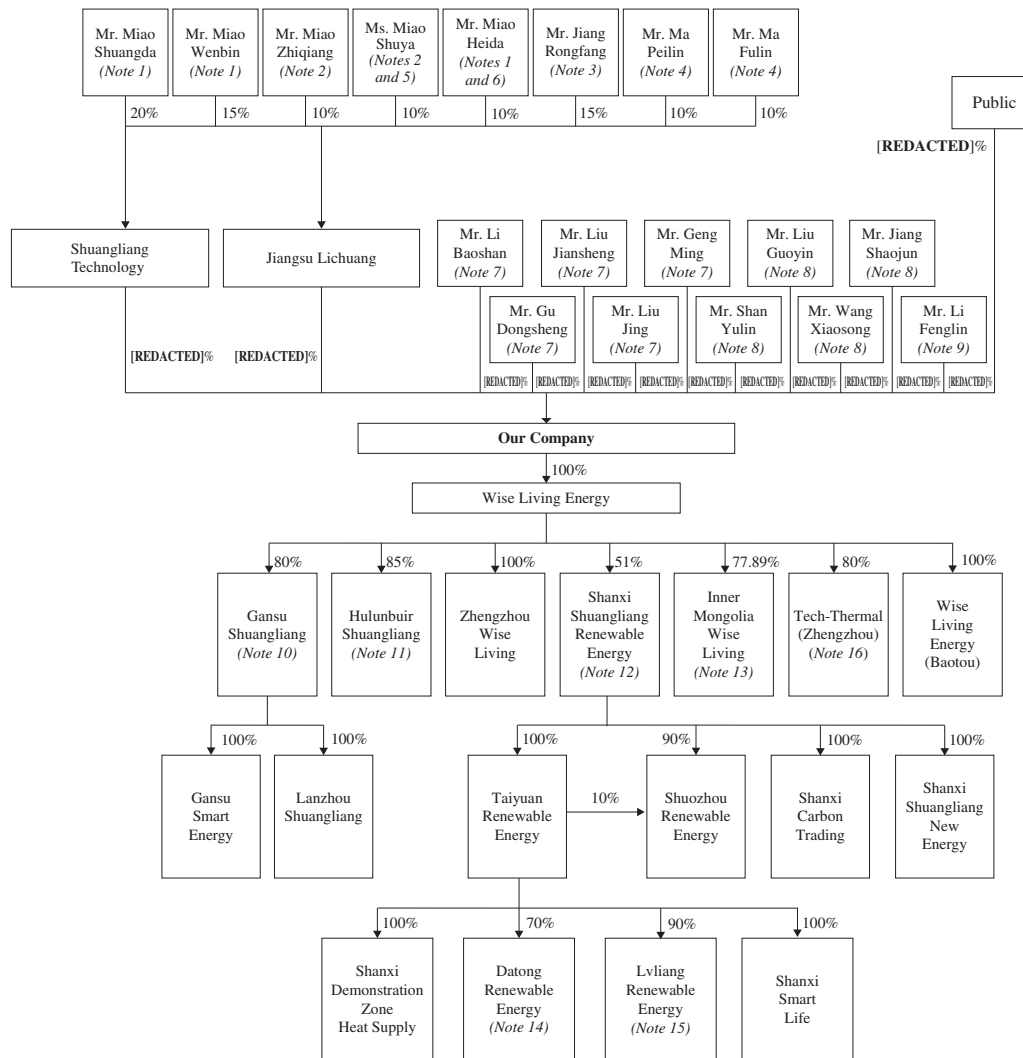 Mr. Miao
Shuangda
(Note 1)
Mr. Miao
Wenbin
(Note 1)
Mr. Miao
Zhiqiang
(Note 2)
Ms. Miao
Shuya
(Notes 2
and 5)
Mr. Miao
Heida
(Notes 1
and 6)
Mr. Jiang
Rongfang
(Note 3)
Mr. Ma
Peilin
(Note 4)
Mr. Ma
Fulin
(Note 4)
Public
20%
15%
10%
10%
10%
15%
10%
10%
[REDACTED]%
Shuangliang
Technology
Jiangsu Lichuang
Mr. Li
Baoshan
(Note 7)
Mr. Liu
Jiansheng
(Note 7)
Mr. Geng
Ming
(Note 7)
Mr. Liu
Guoyin
(Note 8)
Mr. Jiang
Shaojun
(Note 8)
Mr. Gu
Dongsheng
(Note 7)
Mr. Liu
Jing
(Note 7)
Mr. Shan
Yulin
(Note 8)
Mr. Wang
Xiaosong
(Note 8)
Mr. Li
Fenglin
(Note 9)
[REDACTED]%
[REDACTED]%
[REDACTED]%
[REDACTED]%
[REDACTED]%
[REDACTED]%
[REDACTED]%
[REDACTED]%
[REDACTED]%
[REDACTED]%
[REDACTED]%
[REDACTED]%
Our Company
100%
Wise Living Energy
80%
85%
100%
51%
77.89%
80%
100%
Gansu
Shuangliang
(Note 10)
Hulunbuir
Shuangliang
(Note 11)
Zhengzhou
Wise
Living
Shanxi
Shuangliang
Renewable
Energy
(Note 12)
Inner
Mongolia
Wise
Living
(Note 13)
Tech-Thermal
(Zhengzhou)
(Note 16)
Wise
Living
Energy
(Baotou)
100%
100%
100%
90%
100%
100%
Gansu
Smart
Energy
Lanzhou
Shuangliang
Taiyuan
Renewable
Energy
10%
Shuozhou
Renewable
Energy
Shanxi
Carbon
Trading
Shanxi
Shuangliang
New
Energy
100%
70%
90%
100%
Shanxi
Demonstration
Zone
Heat Supply
Datong
Renewable
Energy
(Note 14)
Lvliang
Renewable
Energy
(Note 15)
Shanxi
Smart
Life